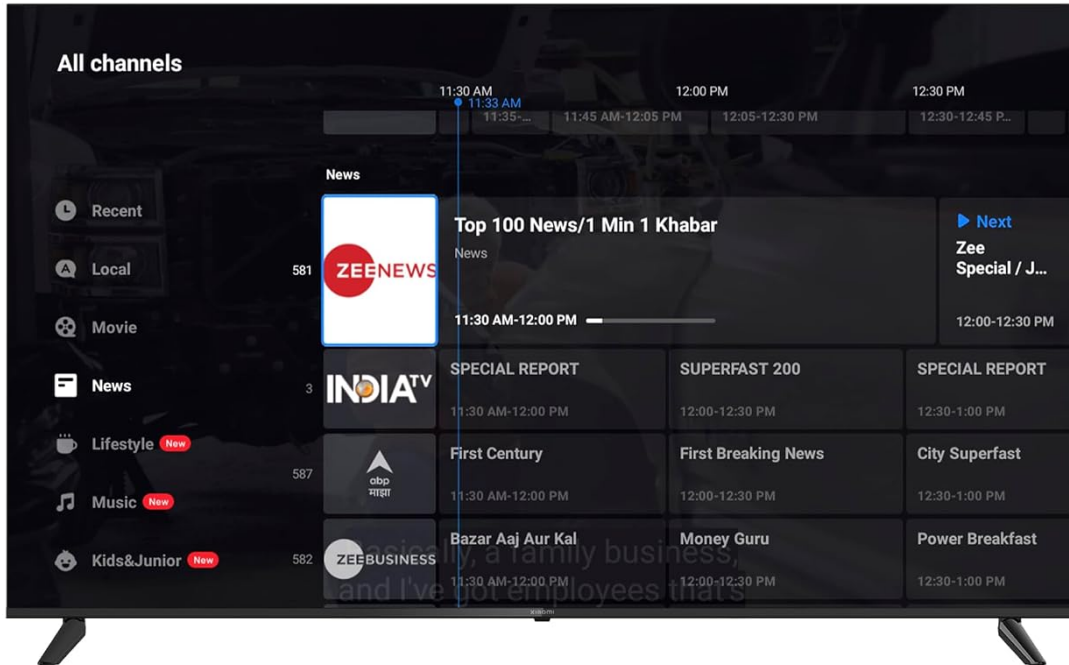 All channels
11:30 AM
12:00 PM
12:30 PM
11:33 AM
11:35-...
11:45 AM-12:05 PM
12:05-12:30 PM
12:30-12:45 P...
News
Recent
Local
Movie
News
Lifestyle New
Music New
Kids&Junior New
581
ZEENEWS
Top 100 News/1 Min 1 Khabar
News
11:30 AM-12:00 PM
Next
Zee
Special / J...
12:00-12:30 PM
3
INDIATV
SPECIAL REPORT
11:30 AM-12:00 PM
SUPERFAST 200
12:00-12:30 PM
SPECIAL REPORT
12:30-1:00 PM
587
abp
माझा
First Century
11:30 AM-12:00 PM
First Breaking News
12:00-12:30 PM
City Superfast
12:30-1:00 PM
582
ZEEBUSINESS
Bazar Aaj Aur Kal
11:30 AM-12:00 PM
Money Guru
12:00-12:30 PM
Power Breakfast
12:30-1:00 PM
Basically, a family business,
and I've got employees that's
XIAOMI